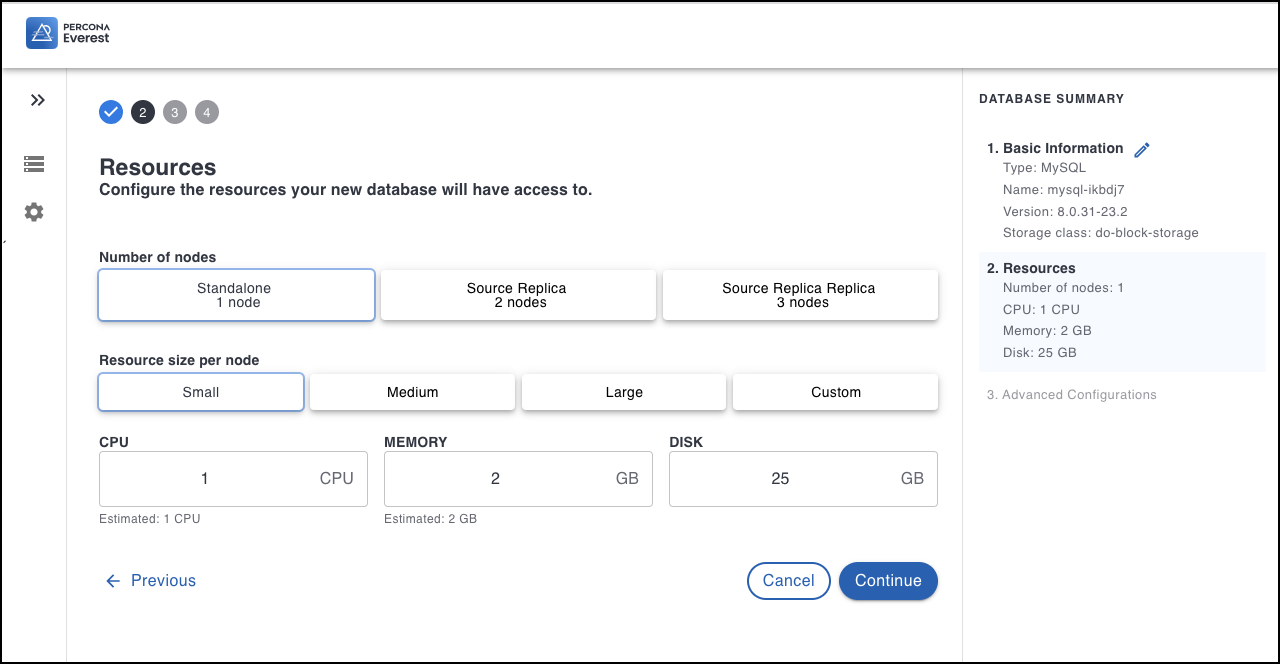 PERCONA
Everest
2
3
4
Resources
Configure the resources your new database will have access to.
Number of nodes
Standalone
1 node
Source Replica
2 nodes
Source Replica Replica
3 nodes
Resource size per node
Small
Medium
Large
Custom
CPU
1 CPU
Estimated: 1 CPU
MEMORY
2 GB
Estimated: 2 GB
DISK
25 GB
Previous
Cancel
Continue
DATABASE SUMMARY
1. Basic Information
Type: MySQL
Name: mysql-ikbdj7
Version: 8.0.31-23.2
Storage class: do-block-storage
2. Resources
Number of nodes: 1
CPU: 1 CPU
Memory: 2 GB
Disk: 25 GB
3. Advanced Configurations